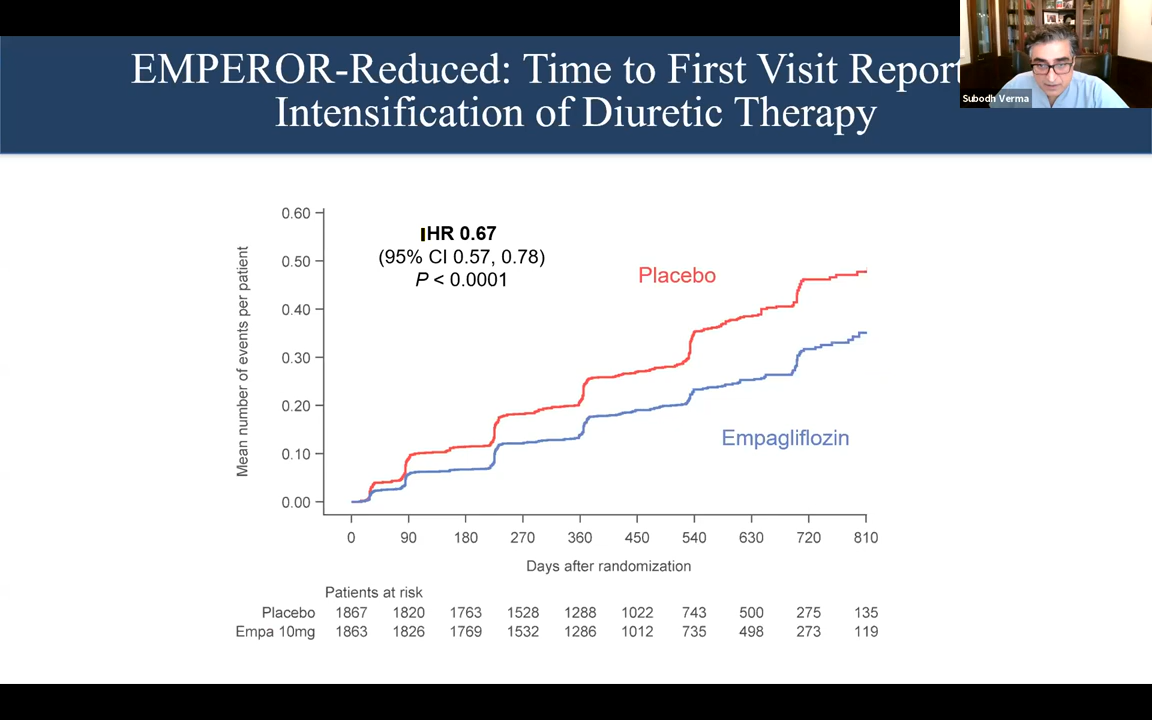 EMPEROR-Reduced: Time to First Visit Report
Intensification of Diuretic Therapy
Subodh Verma
HR 0.67
(95% CI 0.57, 0.78)
P < 0.0001
Mean number of events per patient
0.60
0.50
0.40
0.30
0.20
0.10
0.00
Placebo
Empagliflozin
0 90 180 270 360 450 540 630 720 810
Days after randomization
Patients at risk
Placebo 1867 1820 1763 1528 1288 1022 743 500 275 135
Empa 10mg 1863 1826 1769 1532 1286 1012 735 498 273 119